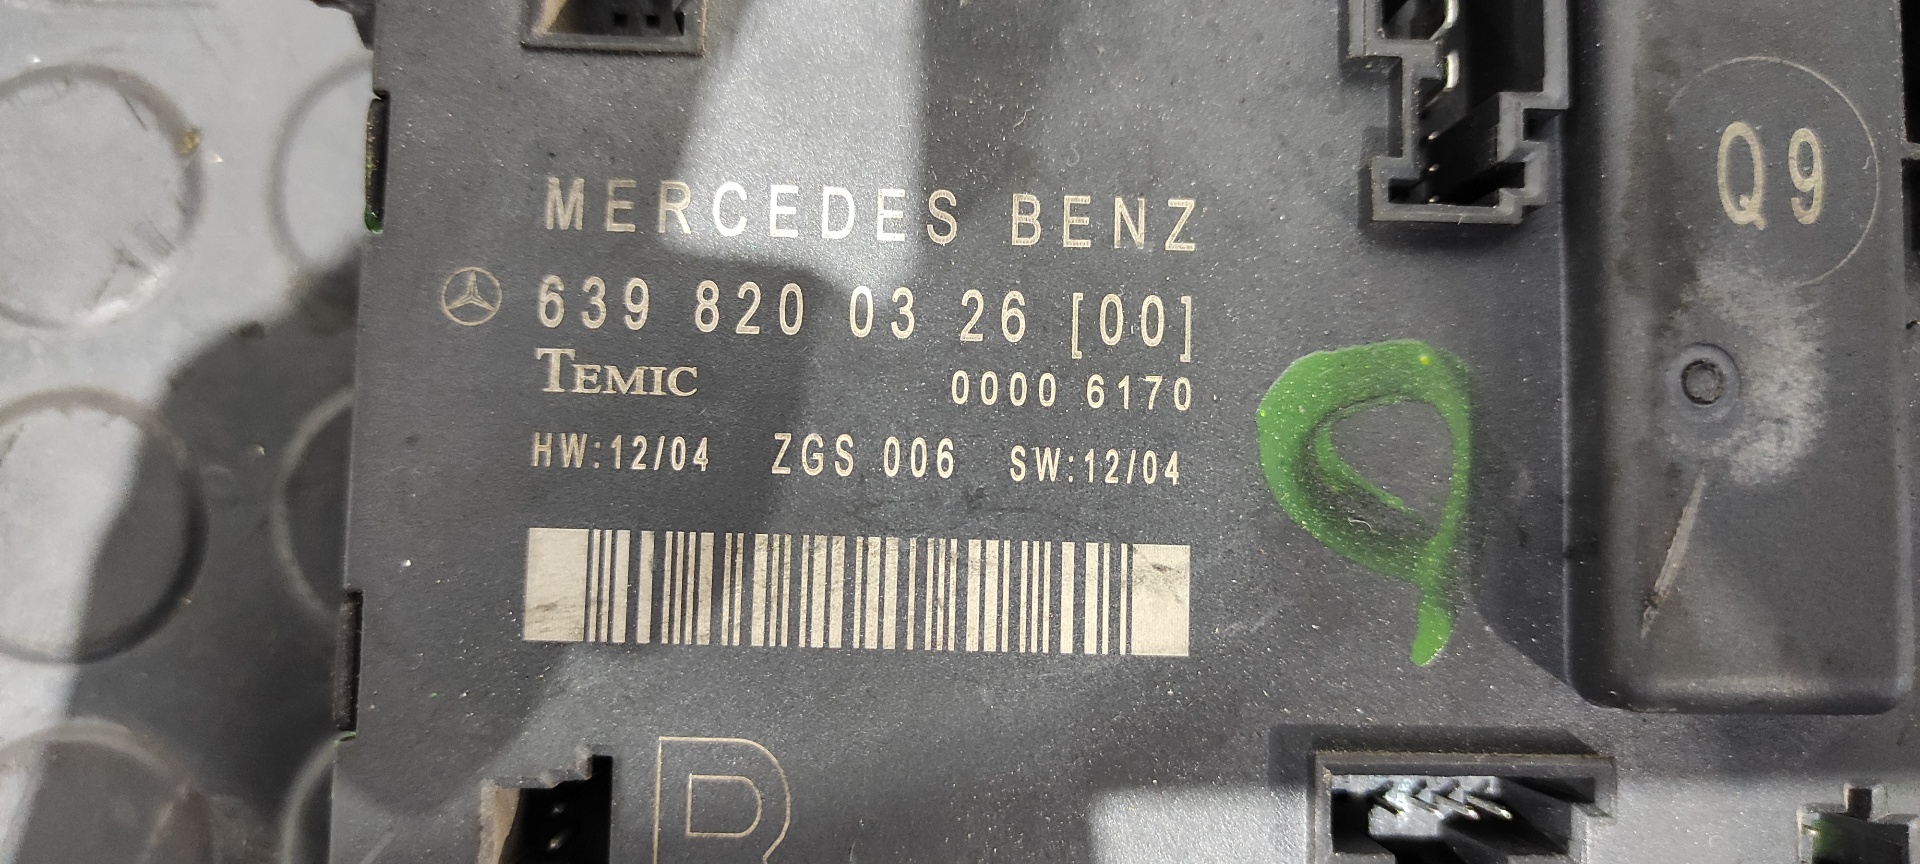 MERCEDES BENZ
639 820 03 26 [00]
TEMIC 0000 6170
HW:12/04 ZGS 006 SW:12/04
Q9
R